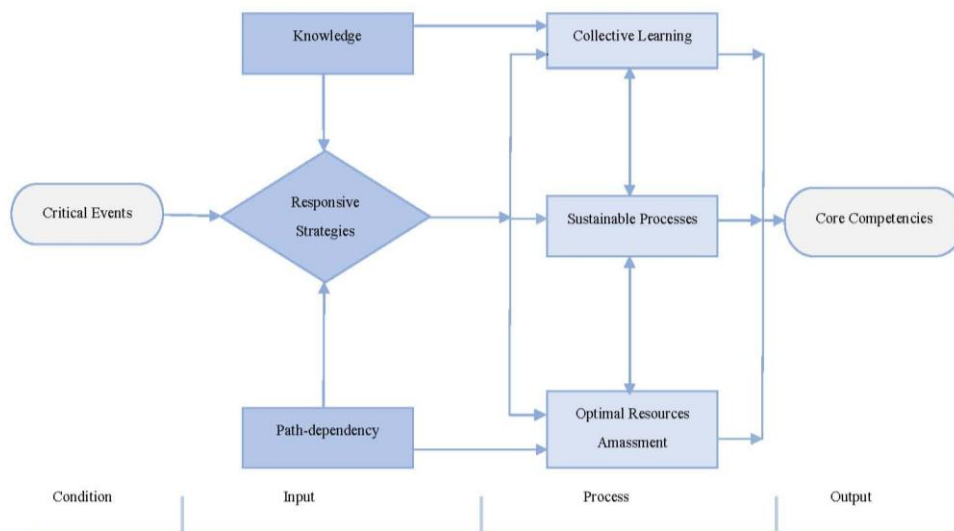 Knowledge
Collective Learning
Critical Events
Responsive
Strategies
Sustainable Processes
Core Competencies
Path-dependency
Optimal Resources
Amassment
Condition
Input
Process
Output